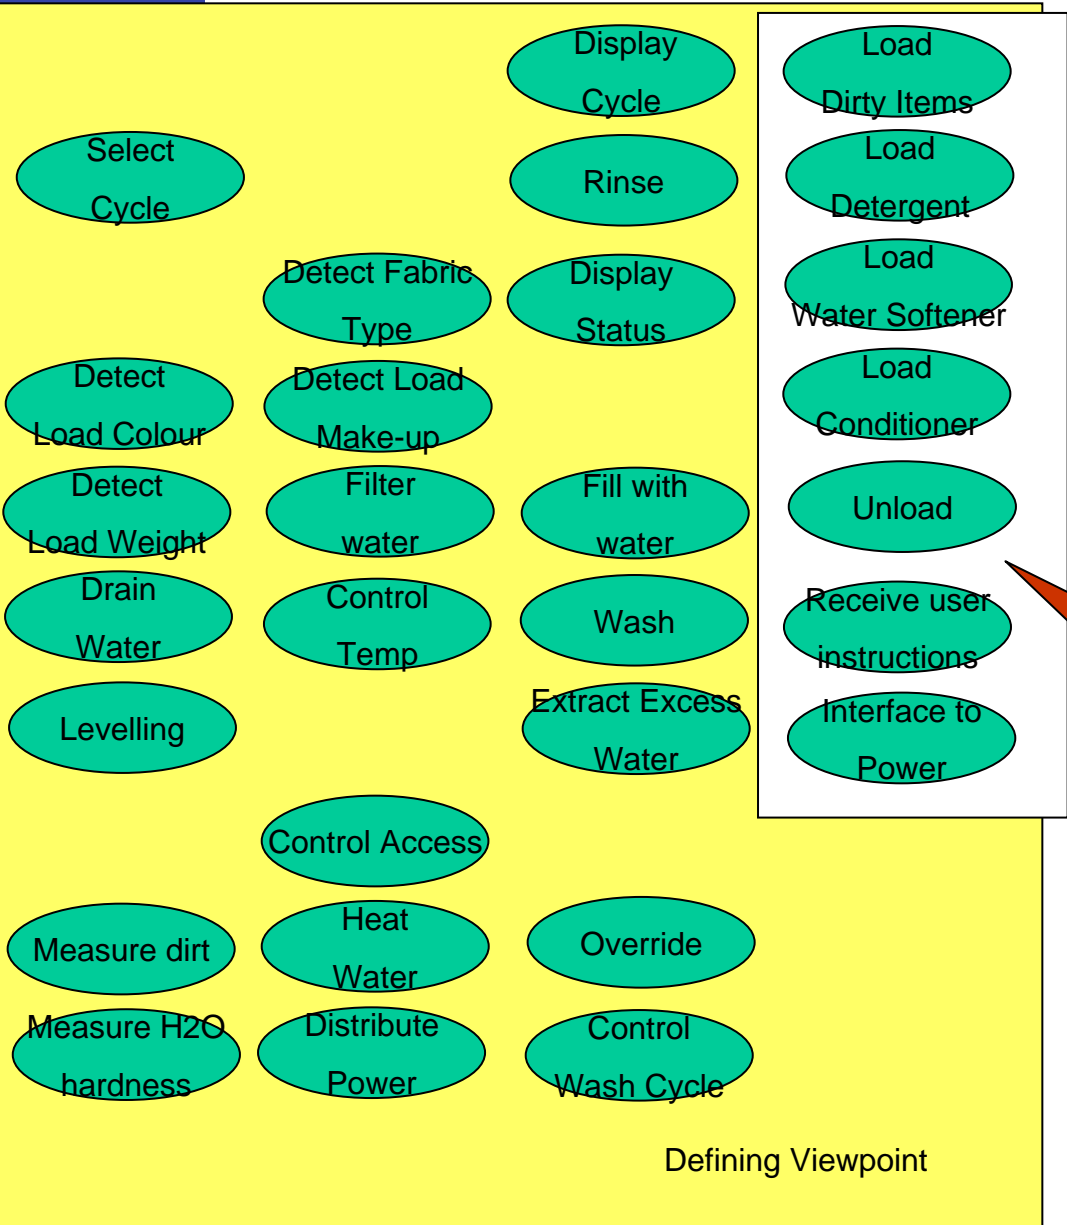 Display
Cycle
Load
Dirty Items
Select
Cycle
Rinse
Load
Detergent
Detect Fabric
Type
Display
Status
Load
Water Softener
Detect
Load Colour
Detect Load
Make-up
Load
Conditioner
Detect
Load Weight
Filter
water
Fill with
water
Unload
Drain
Water
Control
Temp
Wash
Receive user
instructions
Levelling
Extract Excess
Water
Interface to
Power
Control Access
Measure dirt
Heat
Water
Override
Measure H2O
hardness
Distribute
Power
Control
Wash Cycle
Defining Viewpoint